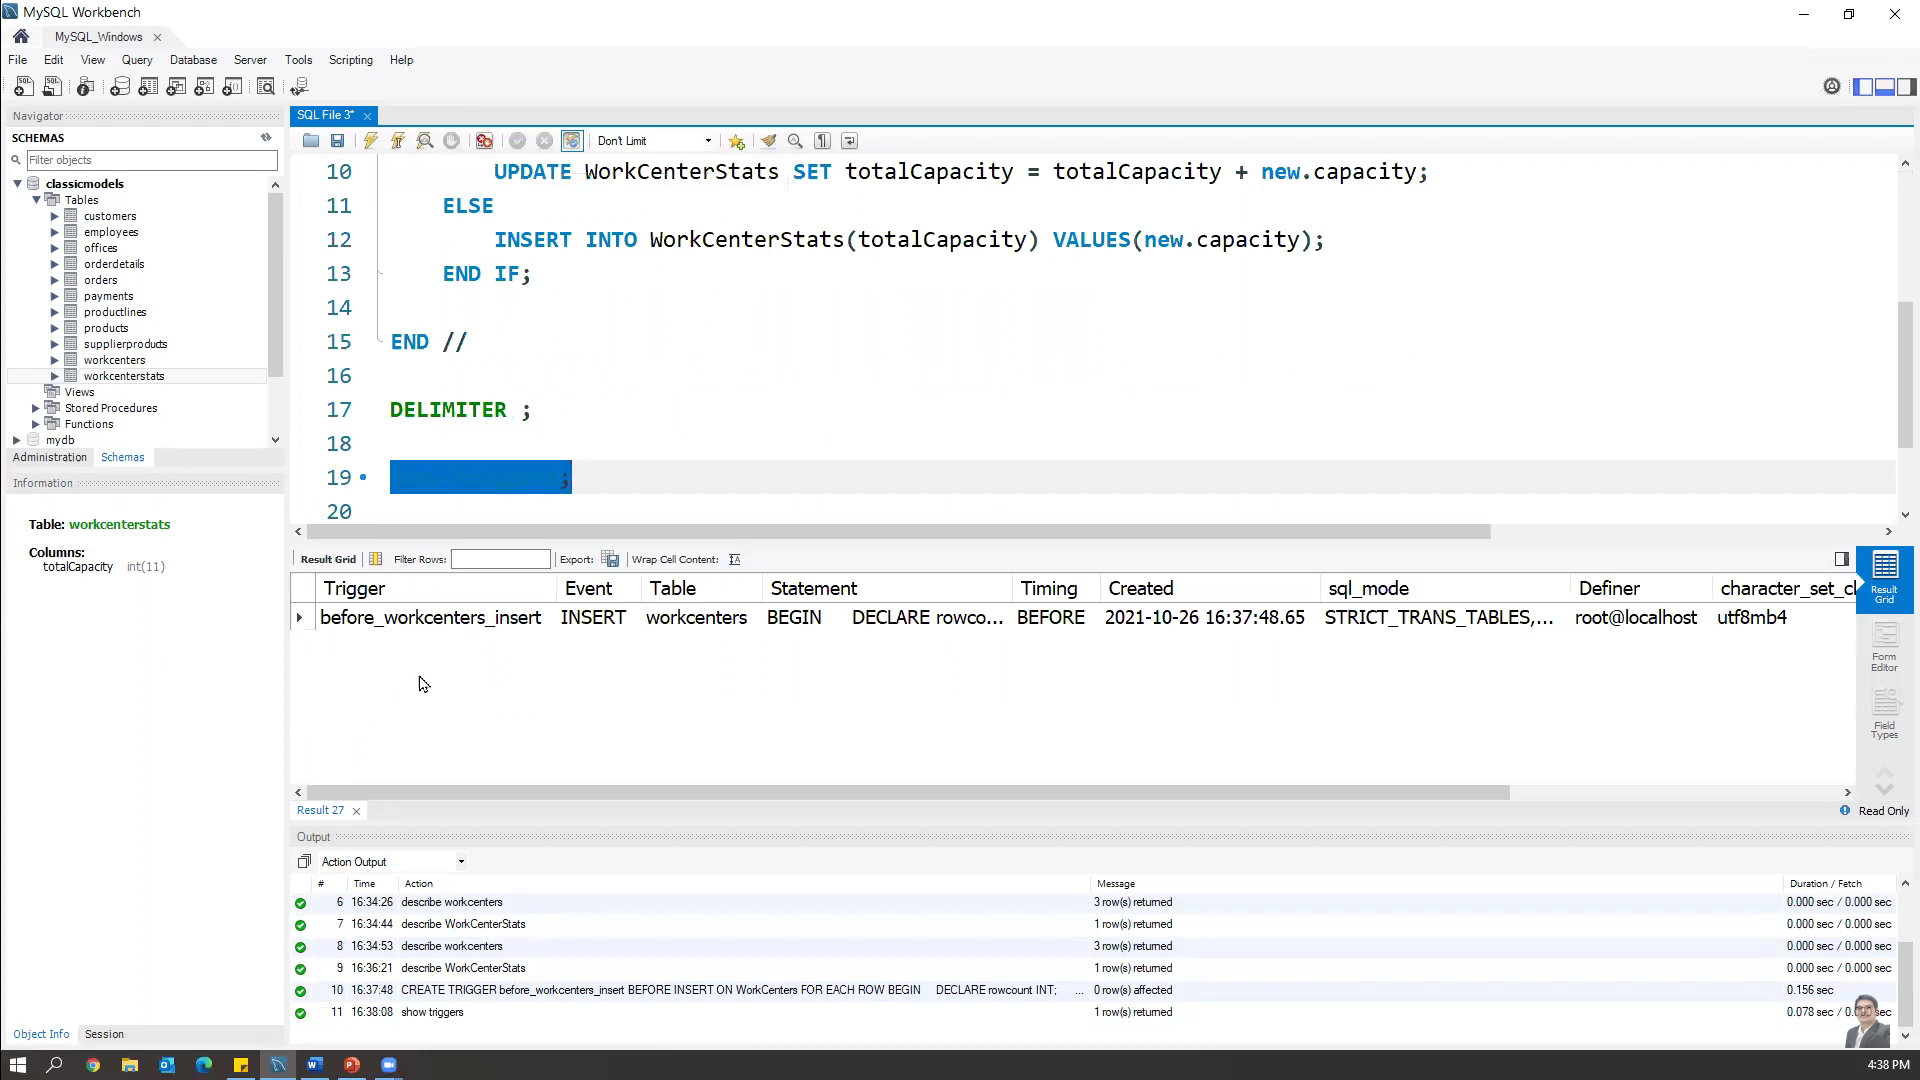 MySQL Workbench
MySQL_Windows
File Edit View Query Database Server Tools Scripting Help
Navigator
SCHEMAS
Filter objects
classicmodels
Tables
customers
employees
offices
orderdetails
orders
payments
productlines
products
supplierproducts
workcenters
workcenterstats
Views
Stored Procedures
Functions
mydb
Administration Schemas
Information
Table: workcenterstats
Columns:
totalCapacity int(11)
Object Info Session
SQL File 3*
Don't Limit
10 UPDATE WorkCenterStats SET totalCapacity = totalCapacity + new.capacity;
11 ELSE
12 INSERT INTO WorkCenterStats(totalCapacity) VALUES(new.capacity);
13 END IF;
14
15 END //
16
17 DELIMITER ;
18
19 ;
20
Result Grid Filter Rows: Export: Wrap Cell Content:
Trigger Event Table Statement Timing Created sql_mode Definer character_set_cl
before_workcenters_insert INSERT workcenters BEGIN DECLARE rowco... BEFORE 2021-10-26 16:37:48.65 STRICT_TRANS_TABLES,... root@localhost utf8mb4
Result Grid
Form Editor
Field Types
Result 27
Read Only
Output
Action Output
# Time Action Message Duration / Fetch
6 16:34:26 describe workcenters 3 row(s) returned 0.000 sec / 0.000 sec
7 16:34:44 describe WorkCenterStats 1 row(s) returned 0.000 sec / 0.000 sec
8 16:34:53 describe workcenters 3 row(s) returned 0.000 sec / 0.000 sec
9 16:36:21 describe WorkCenterStats 1 row(s) returned 0.000 sec / 0.000 sec
10 16:37:48 CREATE TRIGGER before_workcenters_insert BEFORE INSERT ON WorkCenters FOR EACH ROW BEGIN DECLARE rowcount INT; ... 0 row(s) affected 0.156 sec
11 16:38:08 show triggers 1 row(s) returned 0.078 sec / sec
4:38 PM